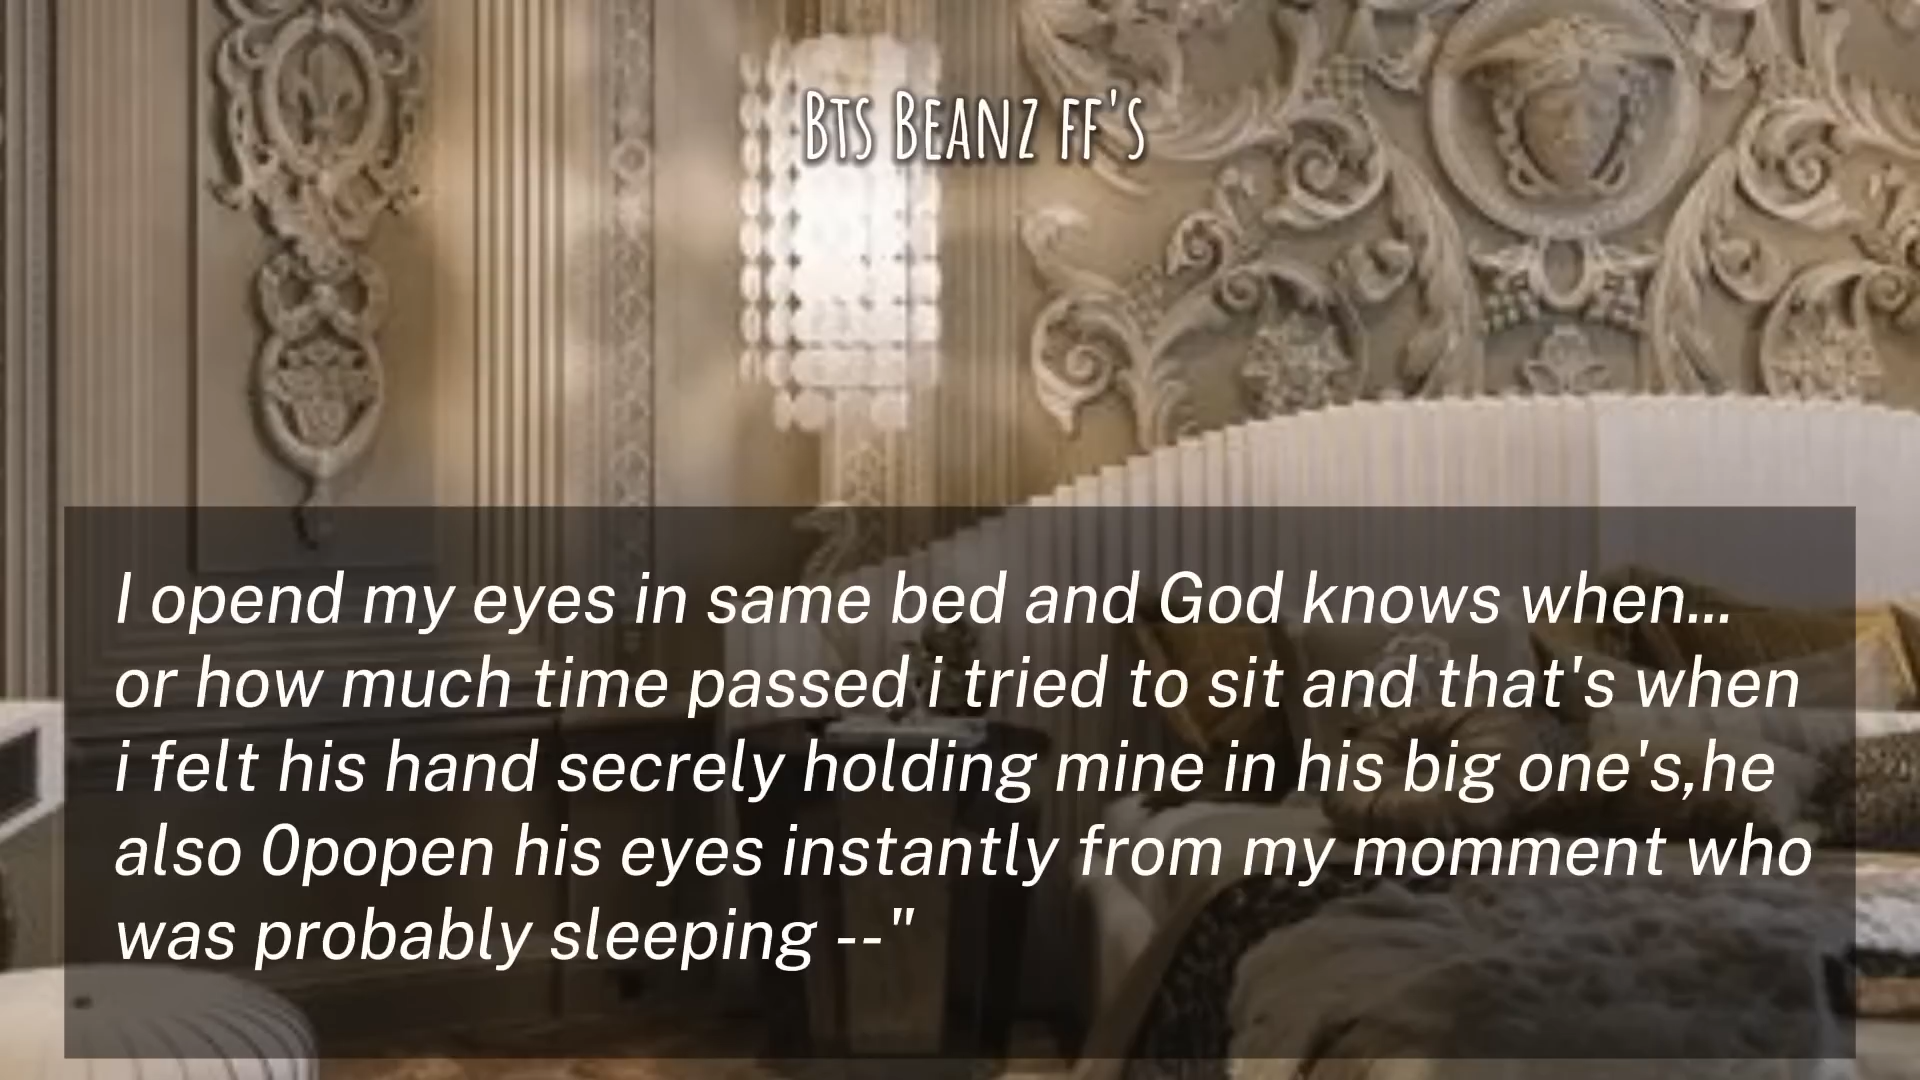 Bts Beanz ff's
I opend my eyes in same bed and God knows when...
or how much time passed i tried to sit and that's when
i felt his hand secrely holding mine in his big one's,he
also 0popen his eyes instantly from my momment who
was probably sleeping --"